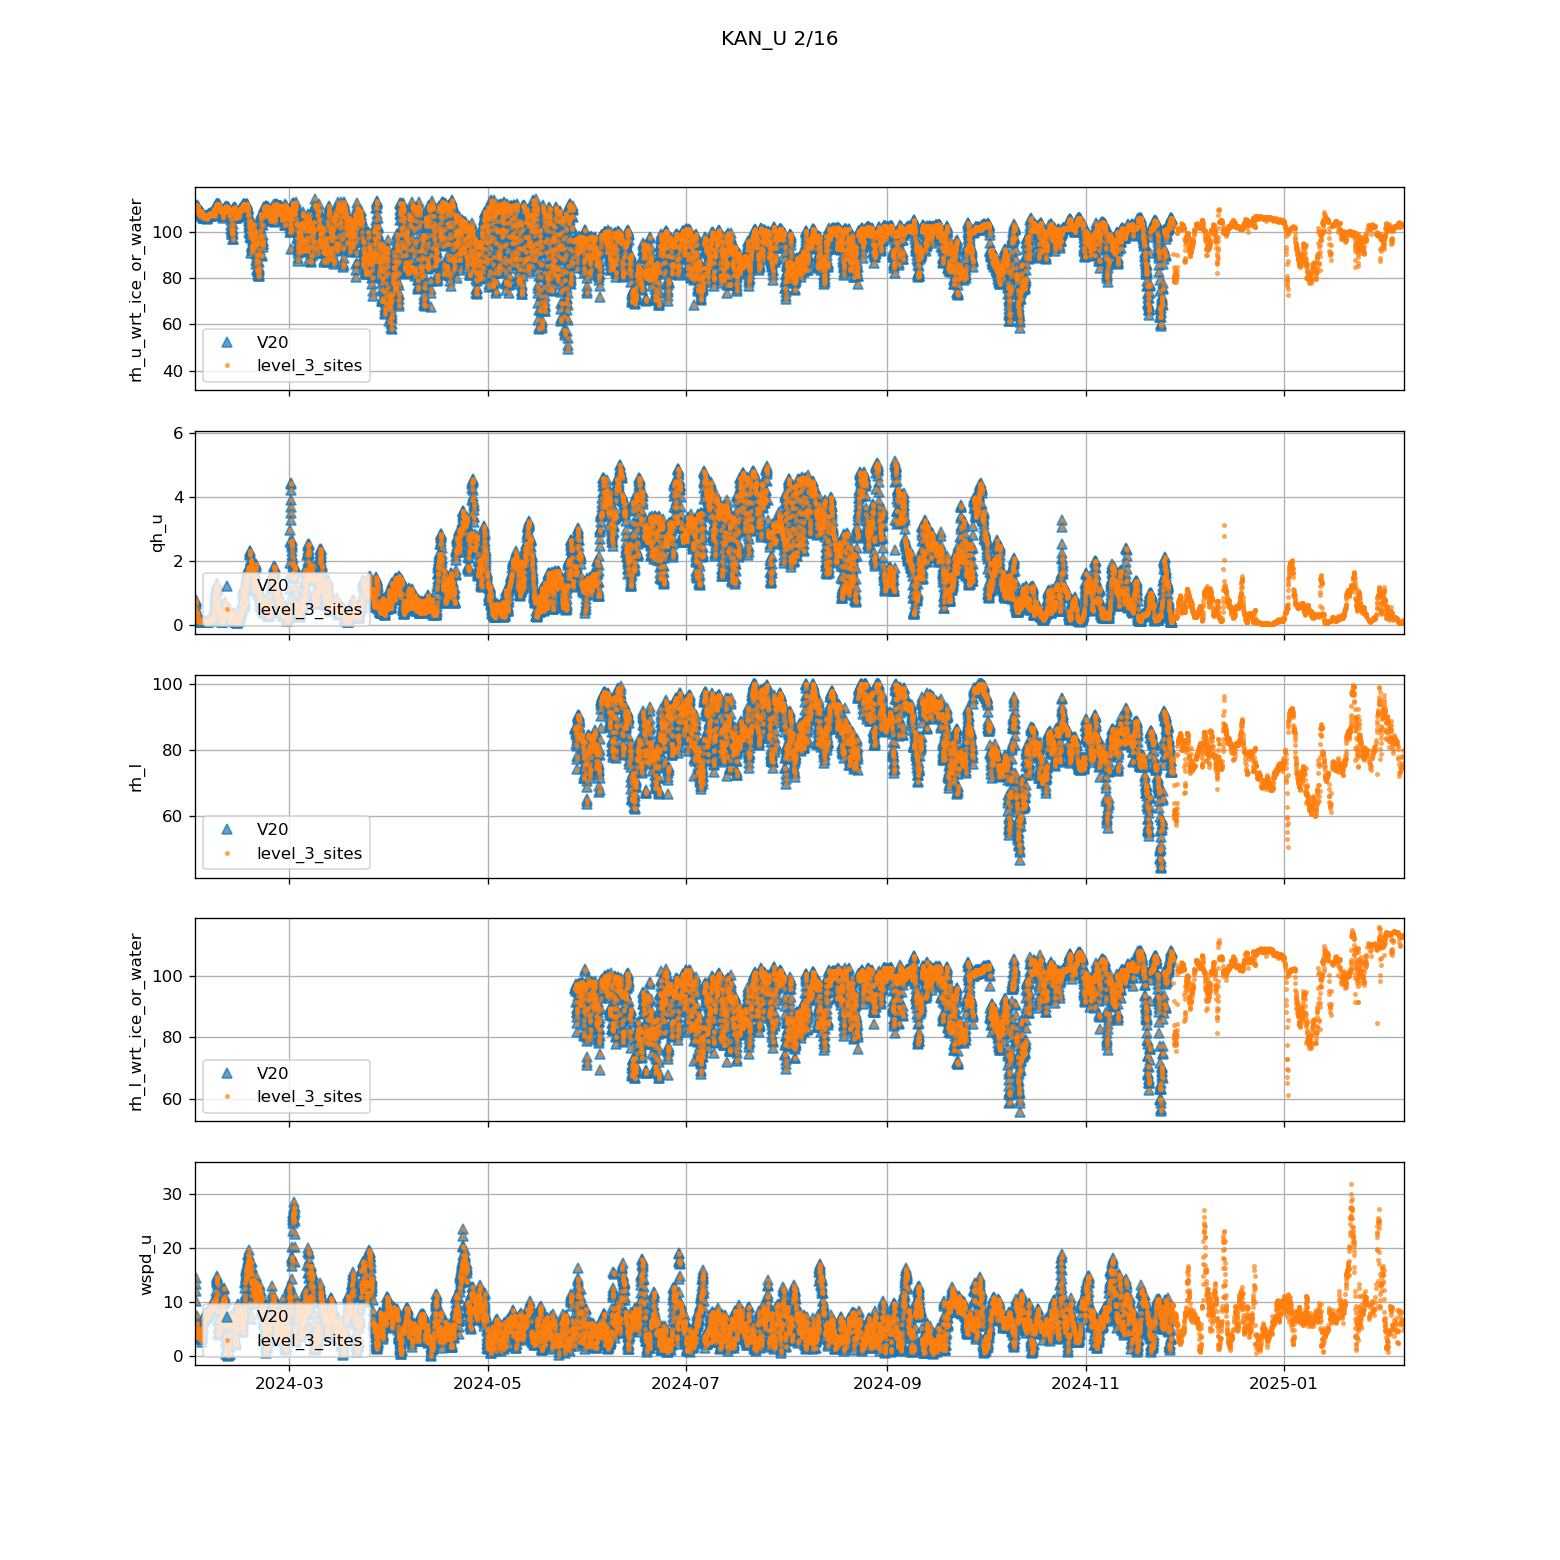 KAN_U 2/16
rh_u_wrt_ice_or_water
100
80
60
40
V20
level_3_sites
qh_u
6
4
2
0
V20
level_3_sites
rh_l
100
80
60
V20
level_3_sites
rh_l_wrt_ice_or_water
100
80
60
V20
level_3_sites
wspd_u
30
20
10
0
V20
level_3_sites
2024-03
2024-05
2024-07
2024-09
2024-11
2025-01